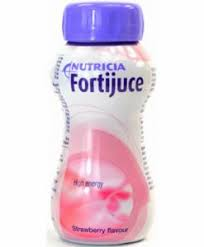 NUTRICIA
Fortijuce
High energy
Strawberry flavour